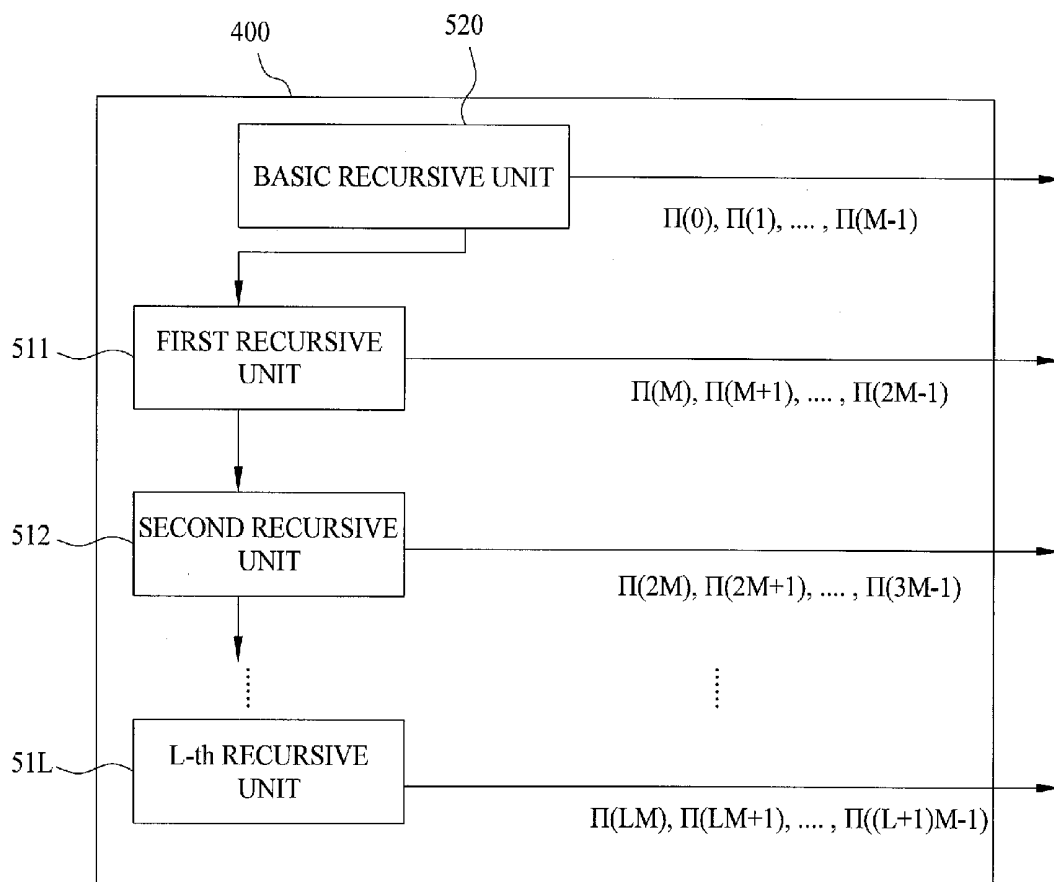 400
520
BASIC RECURSIVE UNIT
Π(0), Π(1), .... , Π(M-1)
511
FIRST RECURSIVE
UNIT
Π(M), Π(M+1), .... , Π(2M-1)
512
SECOND RECURSIVE
UNIT
Π(2M), Π(2M+1), .... , Π(3M-1)
51L
L-th RECURSIVE
UNIT
Π(LM), Π(LM+1), .... , Π((L+1)M-1)